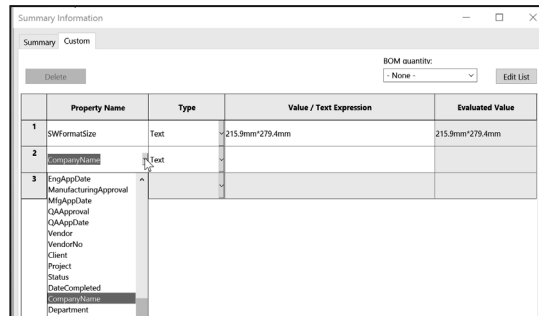 Summary Information
Summary Custom
BOM quantity:
Delete - None - Edit List
Property Name Type Value / Text Expression Evaluated Value
1 SWFormatSize Text 215.9mm*279.4mm 215.9mm*279.4mm
2 CompanyName Text
3 EngAppDate
ManufacturingApproval
MfgAppDate
QAApproval
QAAppDate
Vendor
VendorNo
Client
Project
Status
DateCompleted
CompanyName
Department